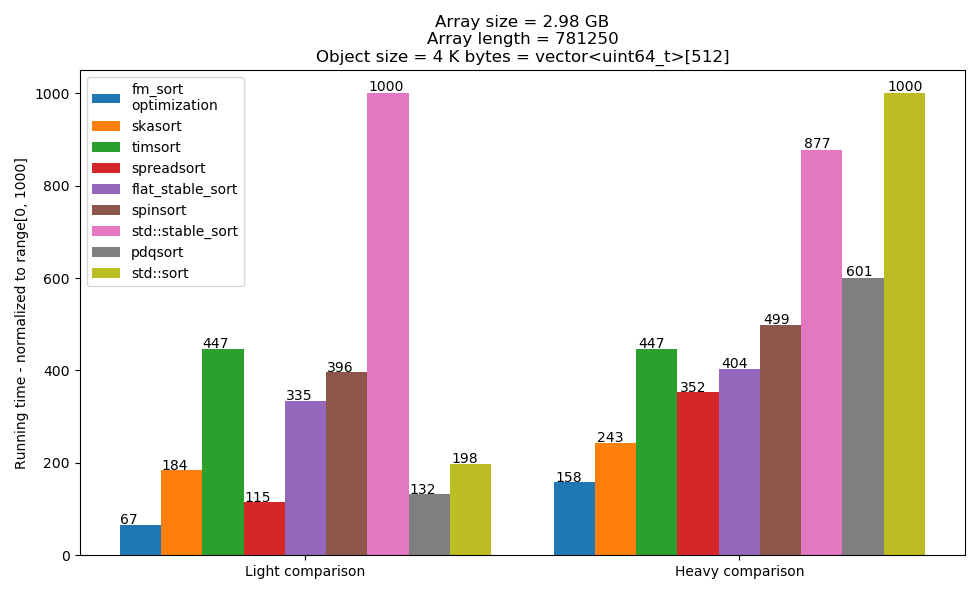 Array size = 2.98 GB
Array length = 781250
Object size = 4 K bytes = vector<uint64_t>[512]
Running time - normalized to range[0, 1000]
1000
800
600
400
200
0
fm_sort
optimization
skasort
timsort
spreadsort
flat_stable_sort
spinsort
std::stable_sort
pdqsort
std::sort
67
184
447
115
335
396
1000
132
198
158
243
447
352
404
499
877
601
1000
Light comparison
Heavy comparison